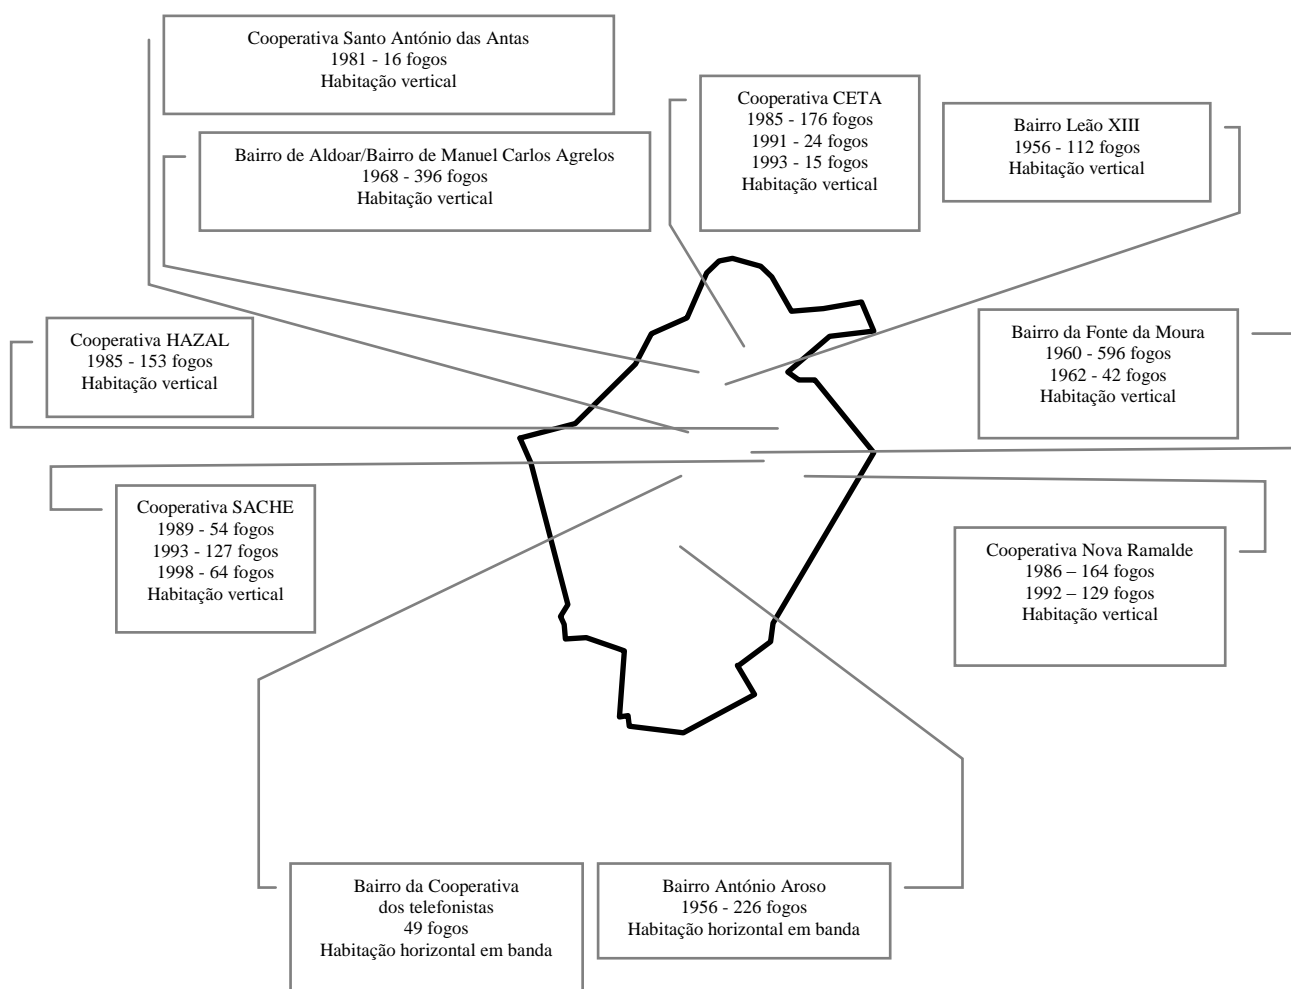 Cooperativa Santo António das Antas
1981 - 16 fogos
Habitação vertical
Cooperativa CETA
1985 - 176 fogos
1991 - 24 fogos
1993 - 15 fogos
Habitação vertical
Bairro Leão XIII
1956 - 112 fogos
Habitação vertical
Bairro de Aldoar/Bairro de Manuel Carlos Agrelos
1968 - 396 fogos
Habitação vertical
Cooperativa HAZAL
1985 - 153 fogos
Habitação vertical
Bairro da Fonte da Moura
1960 - 596 fogos
1962 - 42 fogos
Habitação vertical
Cooperativa SACHE
1989 - 54 fogos
1993 - 127 fogos
1998 - 64 fogos
Habitação vertical
Cooperativa Nova Ramalde
1986 – 164 fogos
1992 – 129 fogos
Habitação vertical
Bairro da Cooperativa
dos telefonistas
49 fogos
Habitação horizontal em banda
Bairro António Aroso
1956 - 226 fogos
Habitação horizontal em banda